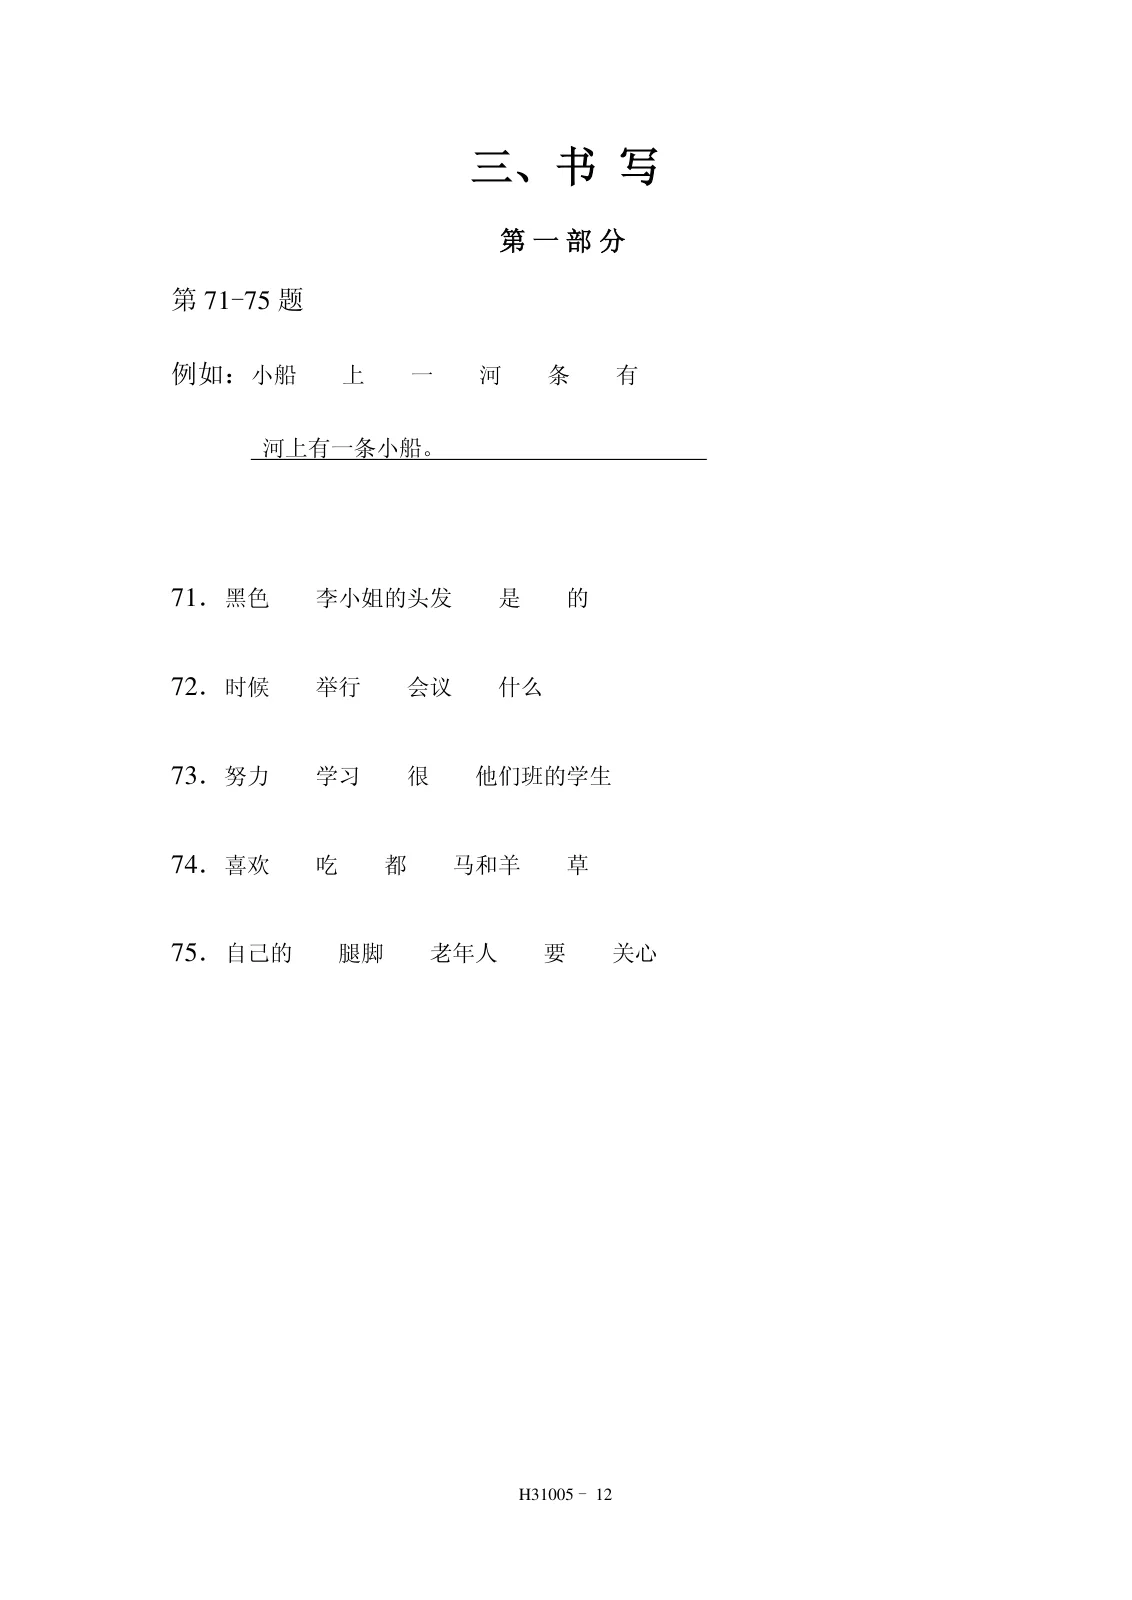 三、书 写
第 一 部 分
第 71-75 题
例如：小船 上 一 河 条 有
河上有一条小船。
71．黑色 李小姐的头发 是 的
72．时候 举行 会议 什么
73．努力 学习 很 他们班的学生
74．喜欢 吃 都 马和羊 草
75．自己的 腿脚 老年人 要 关心
H31005－ 12